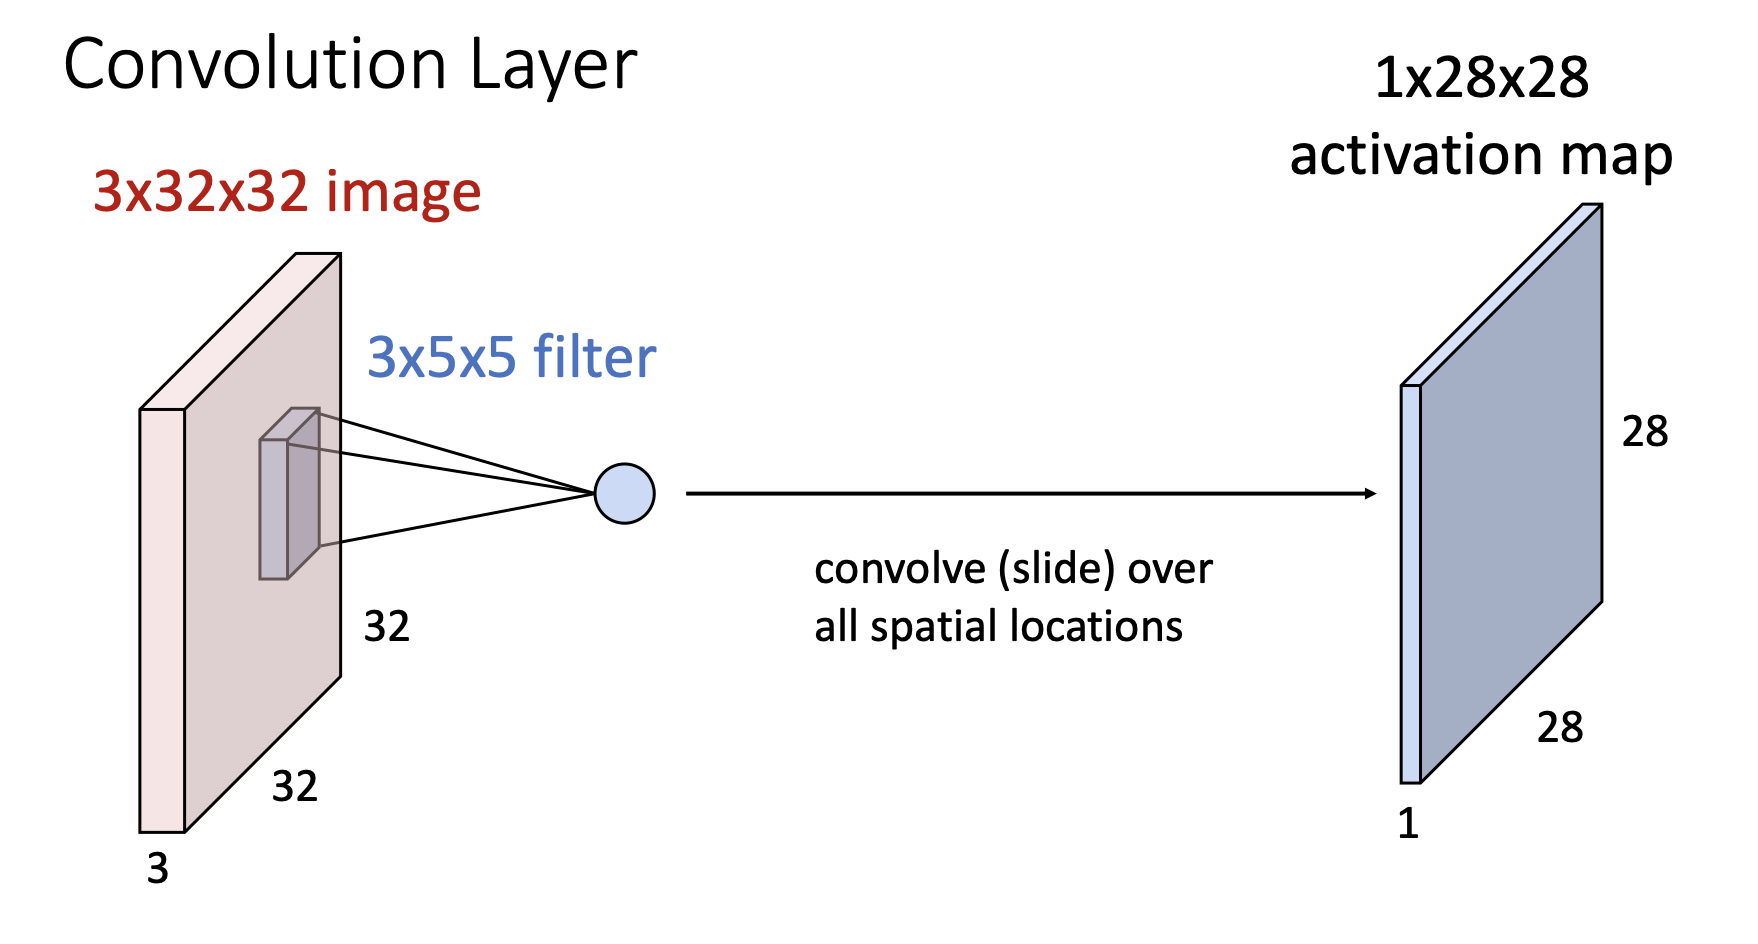 Convolution Layer
1x28x28
activation map
3x32x32 image
3x5x5 filter
28
convolve (slide) over
all spatial locations
32
28
32
1
3